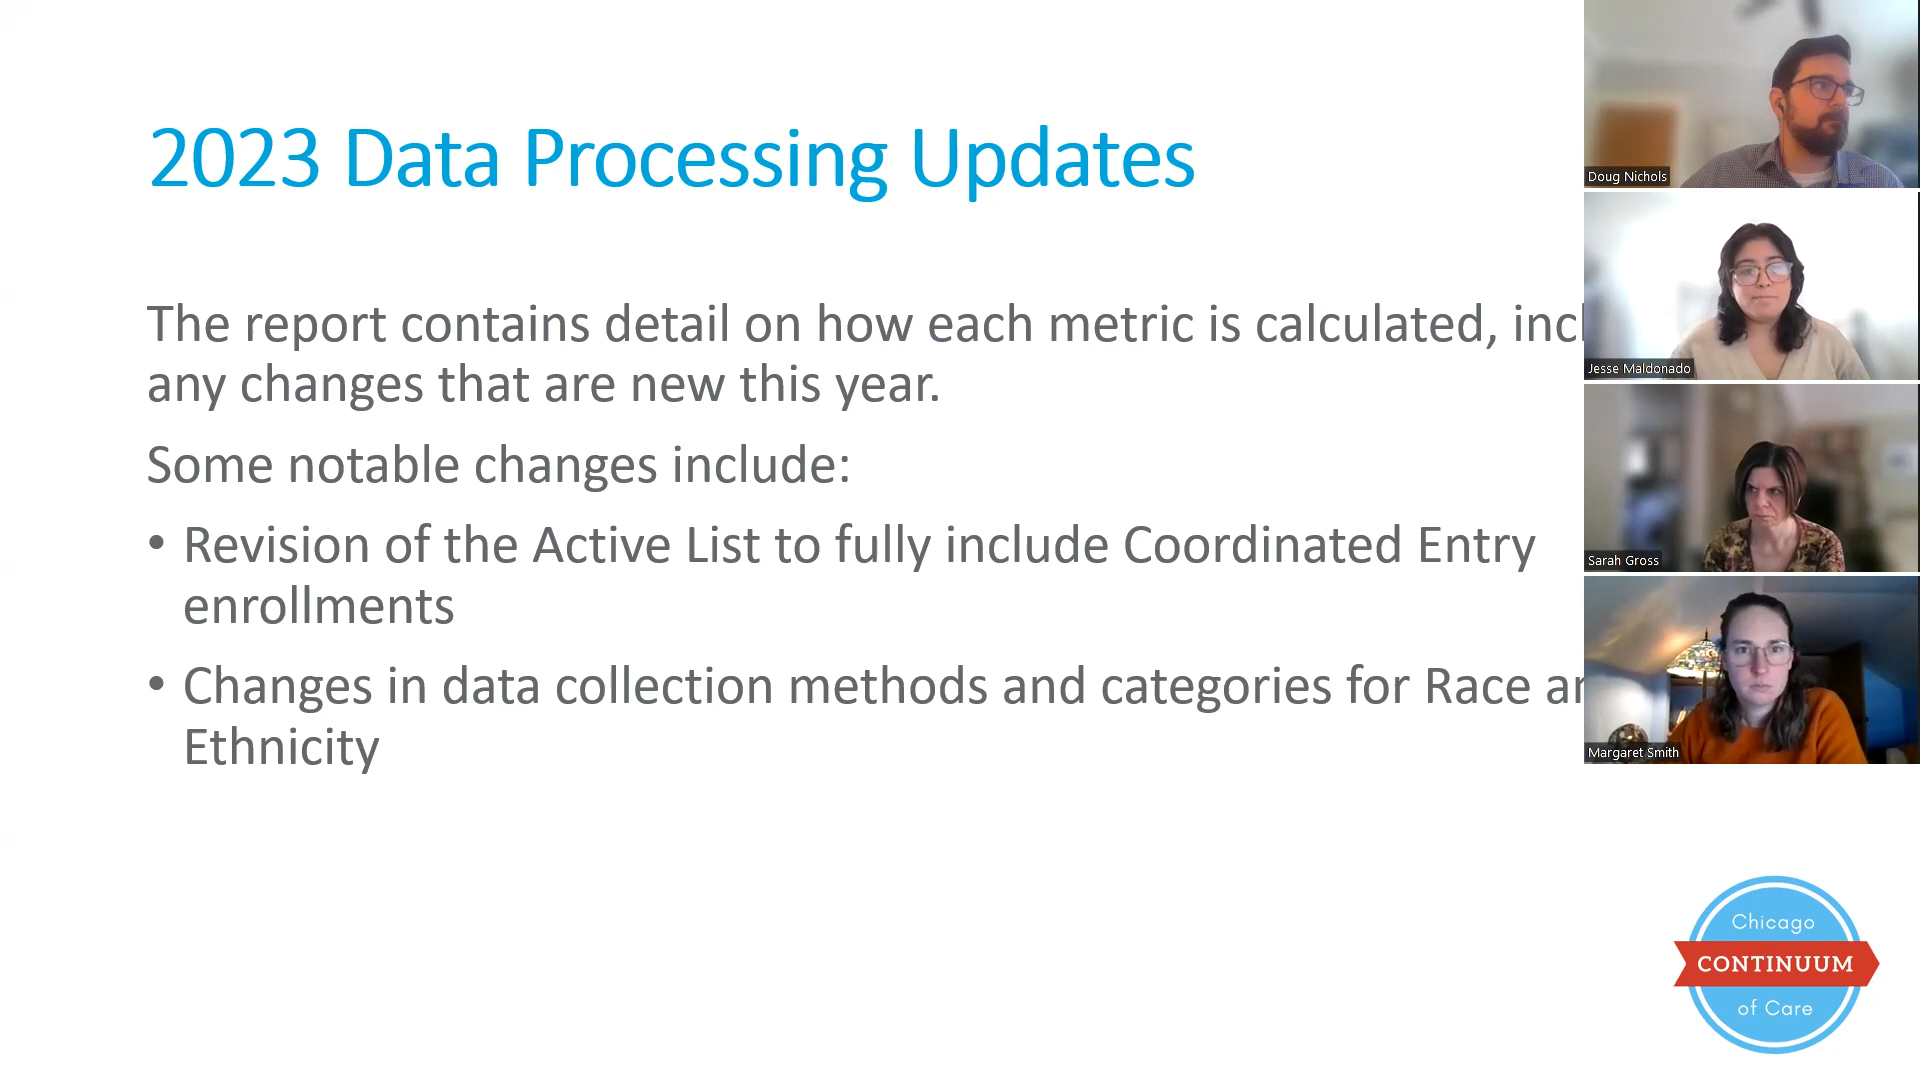 2023 Data Processing Updates
The report contains detail on how each metric is calculated,
any changes that are new this year.
Some notable changes include:
• Revision of the Active List to fully include Coordinated Entry
enrollments
• Changes in data collection methods and categories for Race
Ethnicity
Doug Nichols
Jesse Maldonado
Sarah Gross
Margaret Smith
Chicago
CONTINUUM
of Care